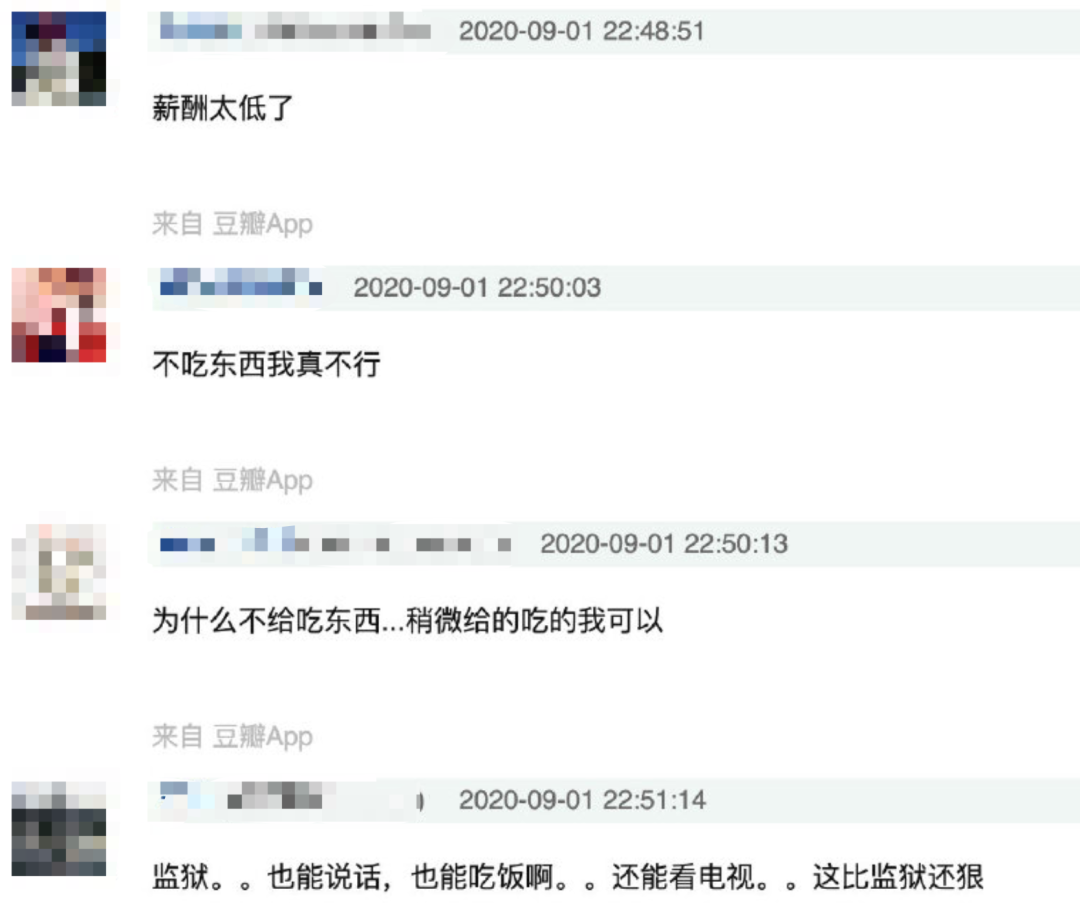 2020-09-01 22:48:51
薪酬太低了
来自 豆瓣App
2020-09-01 22:50:03
不吃东西我真不行
来自 豆瓣App
2020-09-01 22:50:13
为什么不给吃东西...稍微给的吃的我可以
来自 豆瓣App
) 2020-09-01 22:51:14
监狱。。也能说话，也能吃饭啊。。还能看电视。。这比监狱还狠